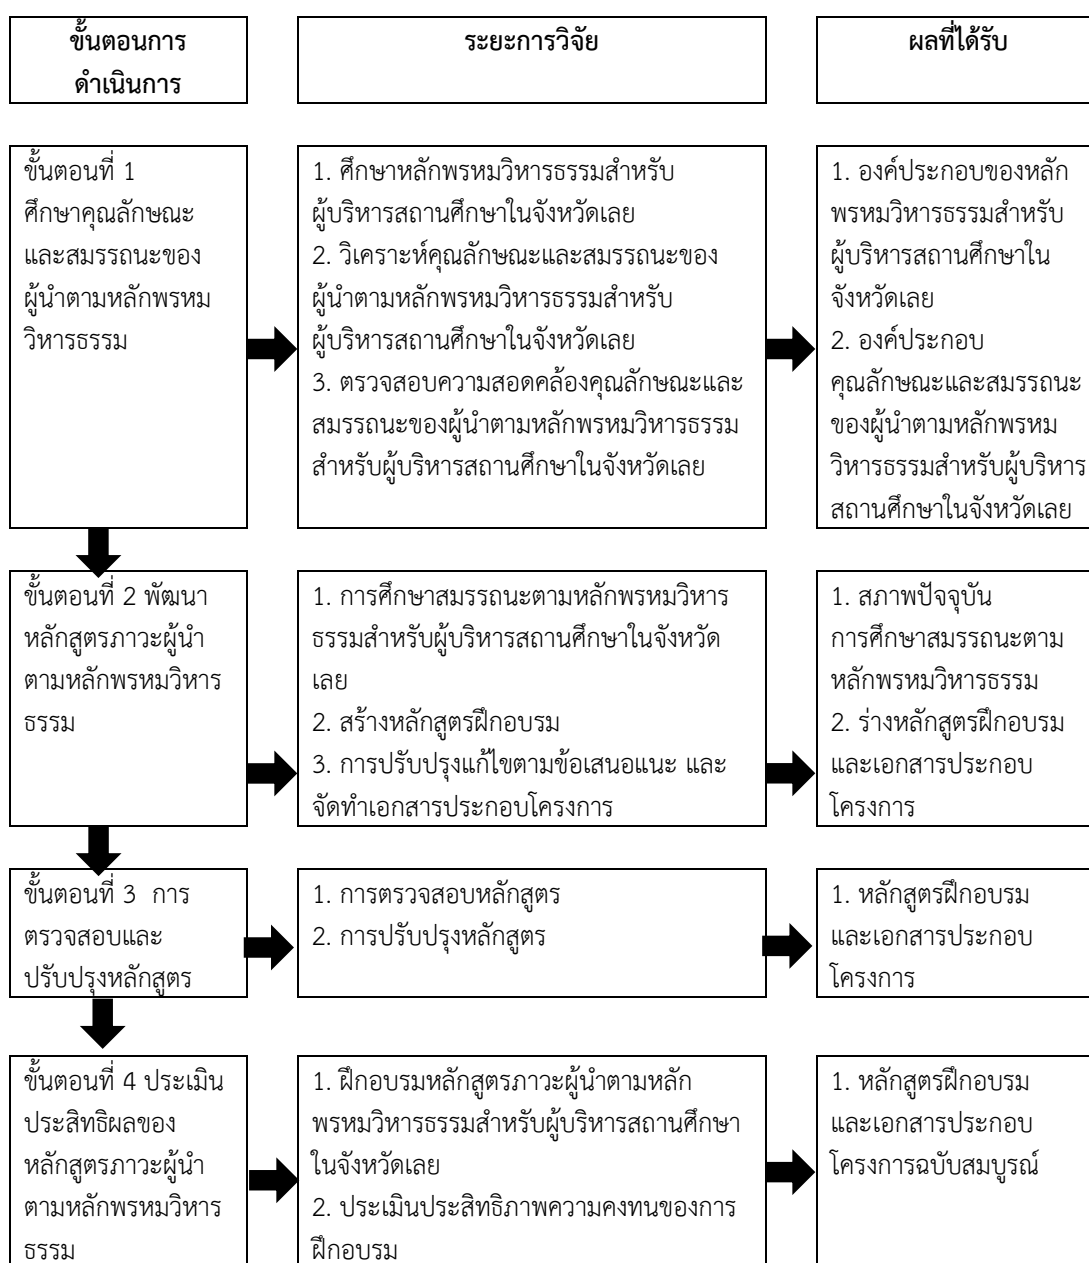 ขั้นตอนการ
ดำเนินการ
ระยะการวิจัย
ผลที่ได้รับ
ขั้นตอนที่ 1
ศึกษาคุณลักษณะ
และสมรรถนะของ
ผู้นำตามหลักพรหม
วิหารธรรม
1. ศึกษาหลักพรหมวิหารธรรมสำหรับ
ผู้บริหารสถานศึกษาในจังหวัดเลย
2. วิเคราะห์คุณลักษณะและสมรรถนะของ
ผู้นำตามหลักพรหมวิหารธรรมสำหรับ
ผู้บริหารสถานศึกษาในจังหวัดเลย
3. ตรวจสอบความสอดคล้องคุณลักษณะและ
สมรรถนะของผู้นำตามหลักพรหมวิหารธรรม
สำหรับผู้บริหารสถานศึกษาในจังหวัดเลย
1. องค์ประกอบของหลัก
พรหมวิหารธรรมสำหรับ
ผู้บริหารสถานศึกษาใน
จังหวัดเลย
2. องค์ประกอบ
คุณลักษณะและสมรรถนะ
ของผู้นำตามหลักพรหม
วิหารธรรมสำหรับผู้บริหาร
สถานศึกษาในจังหวัดเลย
ขั้นตอนที่ 2 พัฒนา
หลักสูตรภาวะผู้นำ
ตามหลักพรหมวิหาร
ธรรม
1. การศึกษาสมรรถนะตามหลักพรหมวิหาร
ธรรมสำหรับผู้บริหารสถานศึกษาในจังหวัด
เลย
2. สร้างหลักสูตรฝึกอบรม
3. การปรับปรุงแก้ไขตามข้อเสนอแนะ และ
จัดทำเอกสารประกอบโครงการ
1. สภาพปัจจุบัน
การศึกษาสมรรถนะตาม
หลักพรหมวิหารธรรม
2. ร่างหลักสูตรฝึกอบรม
และเอกสารประกอบ
โครงการ
ขั้นตอนที่ 3 การ
ตรวจสอบและ
ปรับปรุงหลักสูตร
1. การตรวจสอบหลักสูตร
2. การปรับปรุงหลักสูตร
1. หลักสูตรฝึกอบรม
และเอกสารประกอบ
โครงการ
ขั้นตอนที่ 4 ประเมิน
ประสิทธิผลของ
หลักสูตรภาวะผู้นำ
ตามหลักพรหมวิหาร
ธรรม
1. ฝึกอบรมหลักสูตรภาวะผู้นำตามหลัก
พรหมวิหารธรรมสำหรับผู้บริหารสถานศึกษา
ในจังหวัดเลย
2. ประเมินประสิทธิภาพความคงทนของการ
ฝึกอบรม
1. หลักสูตรฝึกอบรม
และเอกสารประกอบ
โครงการฉบับสมบูรณ์